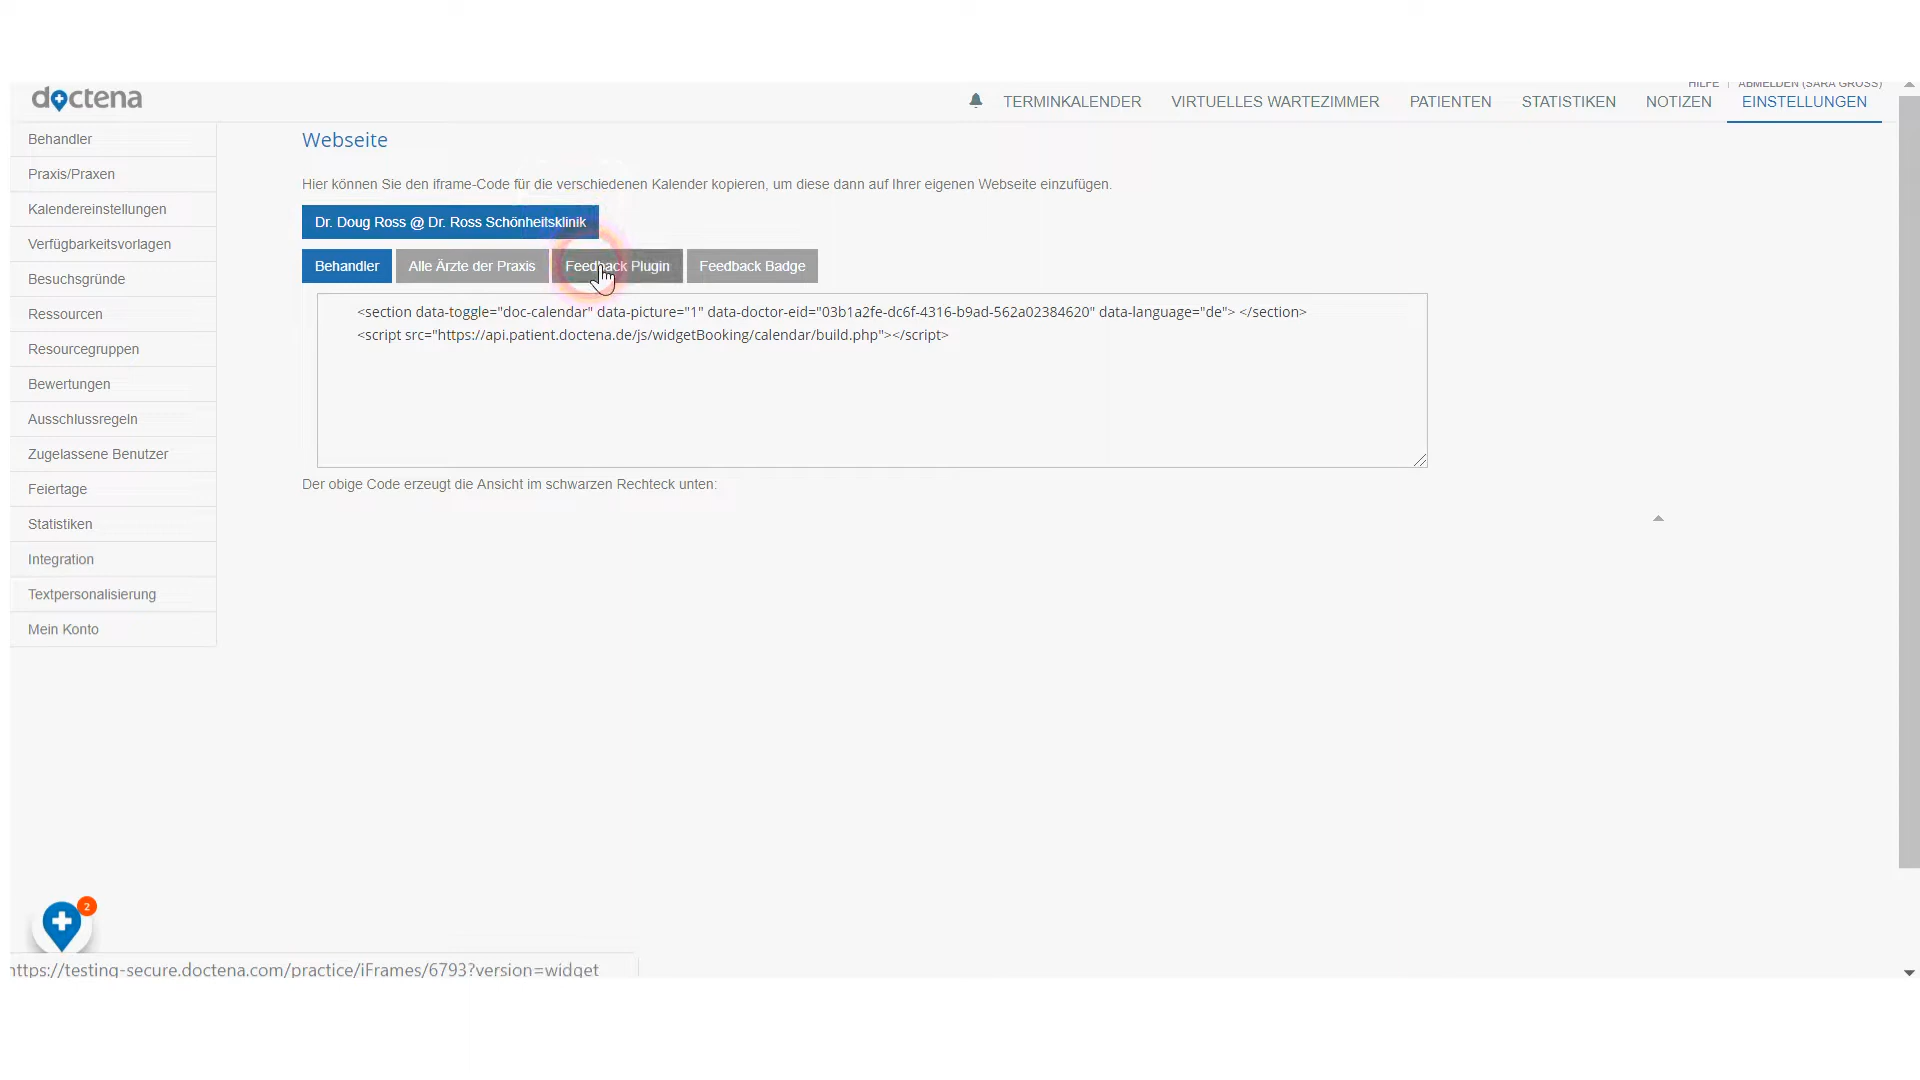 HILFE | ABMELDEN (SARA GROSS)
doctena
TERMINKALENDER VIRTUELLES WARTEZIMMER PATIENTEN STATISTIKEN NOTIZEN EINSTELLUNGEN
Behandler
Praxis/Praxen
Kalendereinstellungen
Verfügbarkeitsvorlagen
Besuchsgründe
Ressourcen
Resourcegruppen
Bewertungen
Ausschlussregeln
Zugelassene Benutzer
Feiertage
Statistiken
Integration
Textpersonalisierung
Mein Konto
Webseite
Hier können Sie den iframe-Code für die verschiedenen Kalender kopieren, um diese dann auf Ihrer eigenen Webseite einzufügen.
Dr. Doug Ross @ Dr. Ross Schönheitsklinik
Behandler Alle Ärzte der Praxis Feedback Plugin Feedback Badge
<section data-toggle="doc-calendar" data-picture="1" data-doctor-eid="03b1a2fe-dc6f-4316-b9ad-562a02384620" data-language="de"> </section>
<script src="https://api.patient.doctena.de/js/widgetBooking/calendar/build.php"></script>
Der obige Code erzeugt die Ansicht im schwarzen Rechteck unten:
2
https://testing-secure.doctena.com/practice/iFrames/6793?version=widget